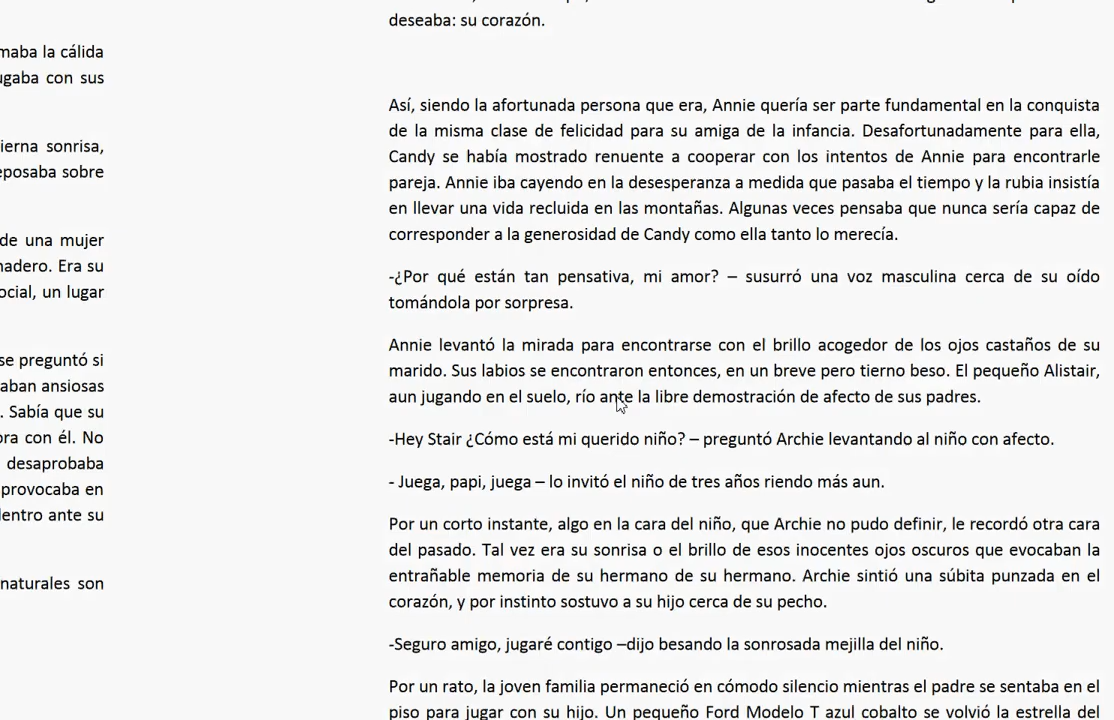 maba la cálida
ugaba con sus
ierna sonrisa,
eposaba sobre
de una mujer
nadero. Era su
ocial, un lugar
se preguntó si
aban ansiosas
. Sabía que su
ora con él. No
desaprobaba
provocaba en
lentro ante su
naturales son
deseaba: su corazón.
Así, siendo la afortunada persona que era, Annie quería ser parte fundamental en la conquista
de la misma clase de felicidad para su amiga de la infancia. Desafortunadamente para ella,
Candy se había mostrado renuente a cooperar con los intentos de Annie para encontrarle
pareja. Annie iba cayendo en la desesperanza a medida que pasaba el tiempo y la rubia insistía
en llevar una vida recluida en las montañas. Algunas veces pensaba que nunca sería capaz de
corresponder a la generosidad de Candy como ella tanto lo merecía.
-¿Por qué están tan pensativa, mi amor? – susurró una voz masculina cerca de su oído
tomándola por sorpresa.
Annie levantó la mirada para encontrarse con el brillo acogedor de los ojos castaños de su
marido. Sus labios se encontraron entonces, en un breve pero tierno beso. El pequeño Alistair,
aun jugando en el suelo, río ante la libre demostración de afecto de sus padres.
-Hey Stair ¿Cómo está mi querido niño? – preguntó Archie levantando al niño con afecto.
- Juega, papi, juega – lo invitó el niño de tres años riendo más aun.
Por un corto instante, algo en la cara del niño, que Archie no pudo definir, le recordó otra cara
del pasado. Tal vez era su sonrisa o el brillo de esos inocentes ojos oscuros que evocaban la
entrañable memoria de su hermano de su hermano. Archie sintió una súbita punzada en el
corazón, y por instinto sostuvo a su hijo cerca de su pecho.
-Seguro amigo, jugaré contigo –dijo besando la sonrosada mejilla del niño.
Por un rato, la joven familia permaneció en cómodo silencio mientras el padre se sentaba en el
piso para jugar con su hijo. Un pequeño Ford Modelo T azul cobalto se volvió la estrella del